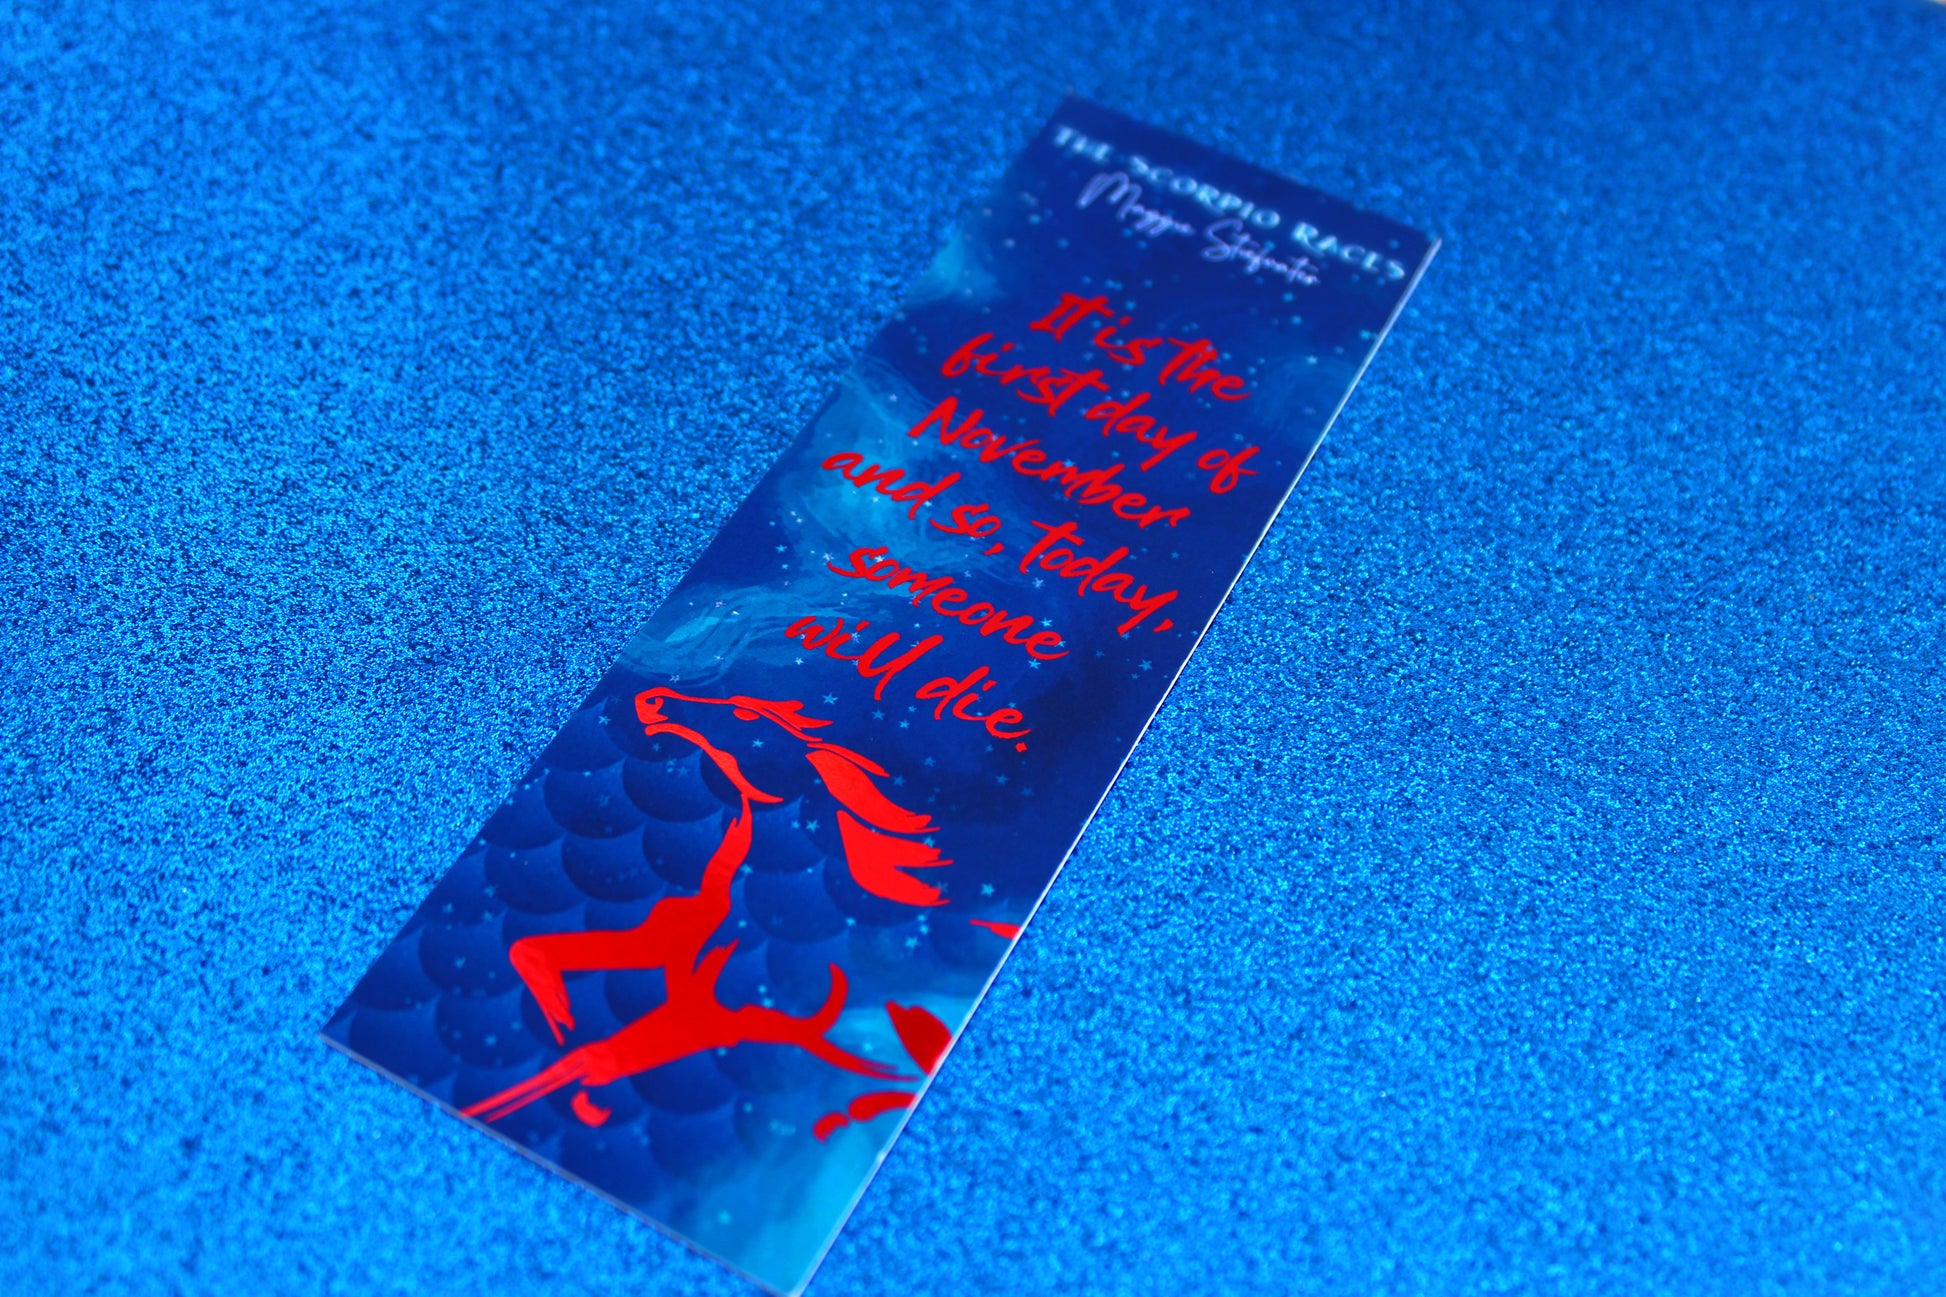 THE SCORPIO RACES
Maggie Stiefvater
It is the
first day of
November
and so, today,
someone
will die.